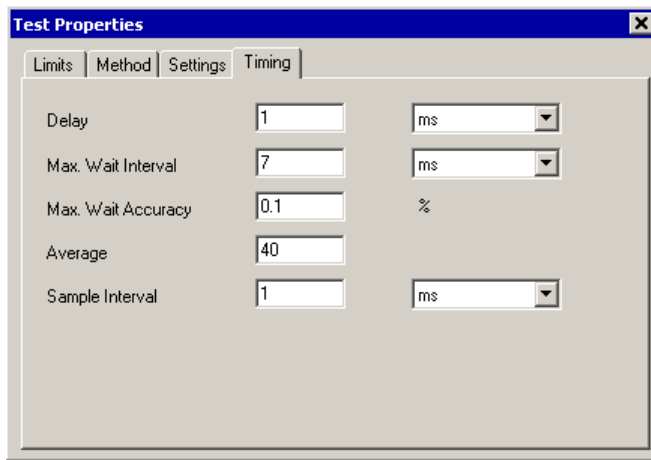 Test Properties
Limits Method Settings Timing
Delay 1 ms
Max. Wait Interval 7 ms
Max. Wait Accuracy 0.1 %
Average 40
Sample Interval 1 ms